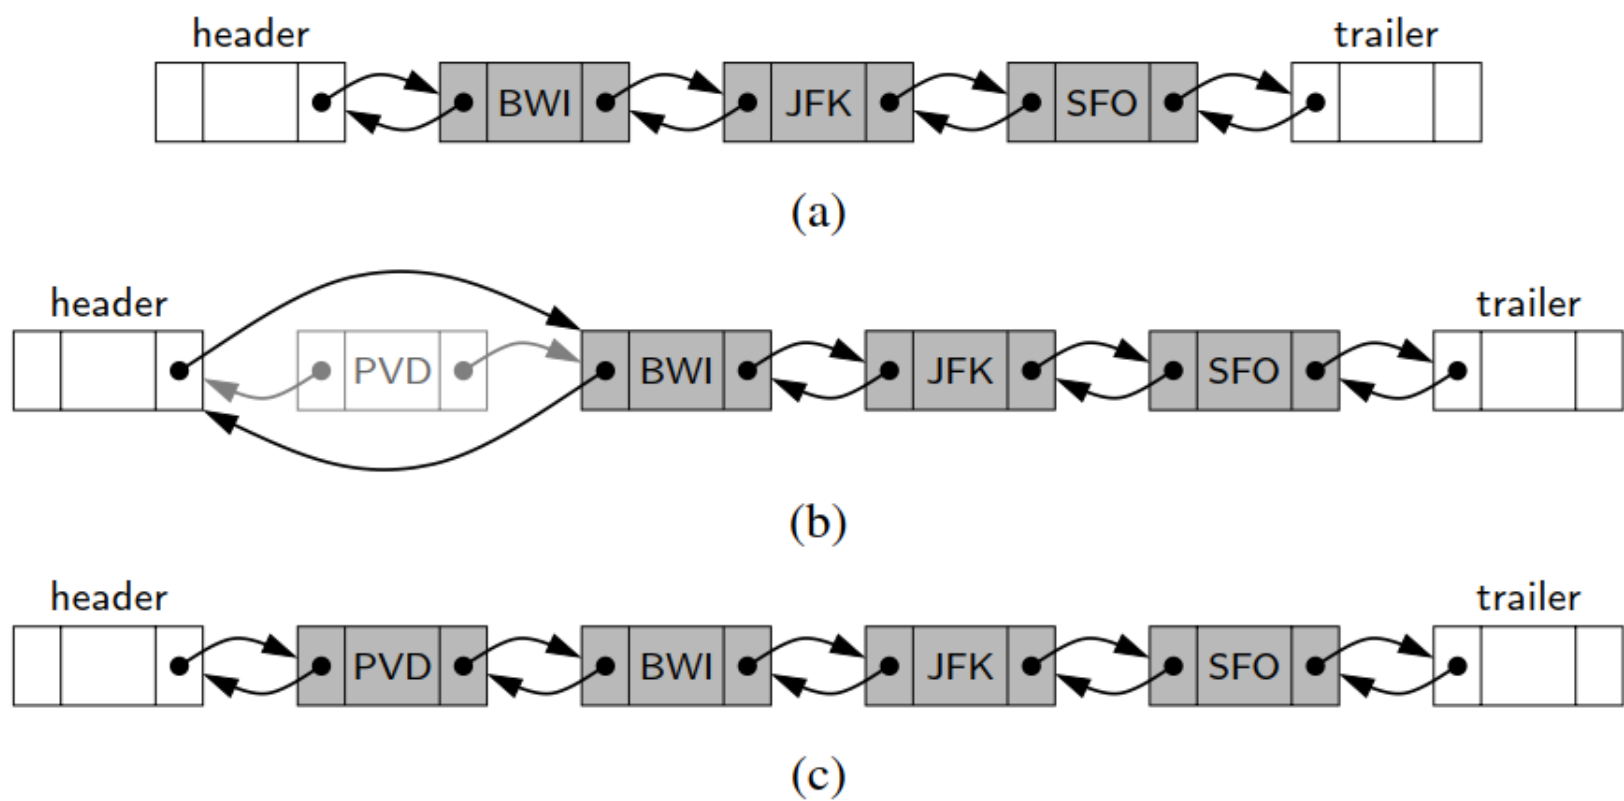 header trailer
BWI JFK SFO
(a)
header trailer
PVD BWI JFK SFO
(b)
header trailer
PVD BWI JFK SFO
(c)